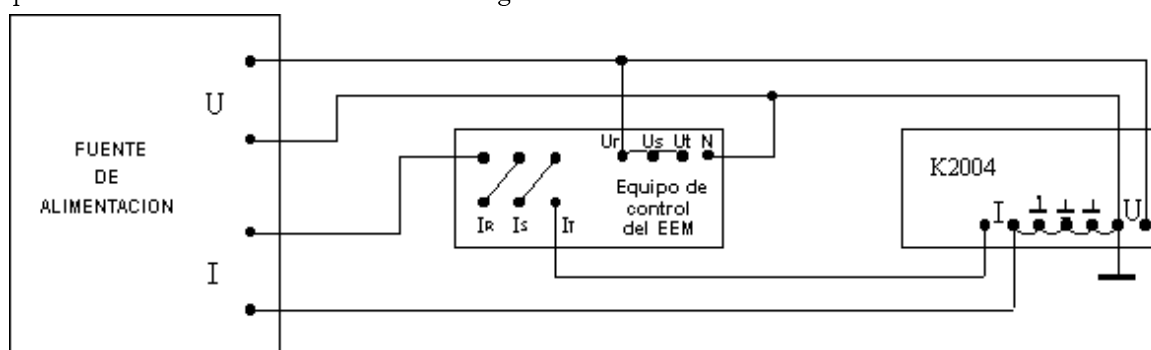 U
FUENTE
DE
ALIMENTACION
I
Ur Us Ut N
Equipo de
control
del EEM
IR IS IT
K2004
I U